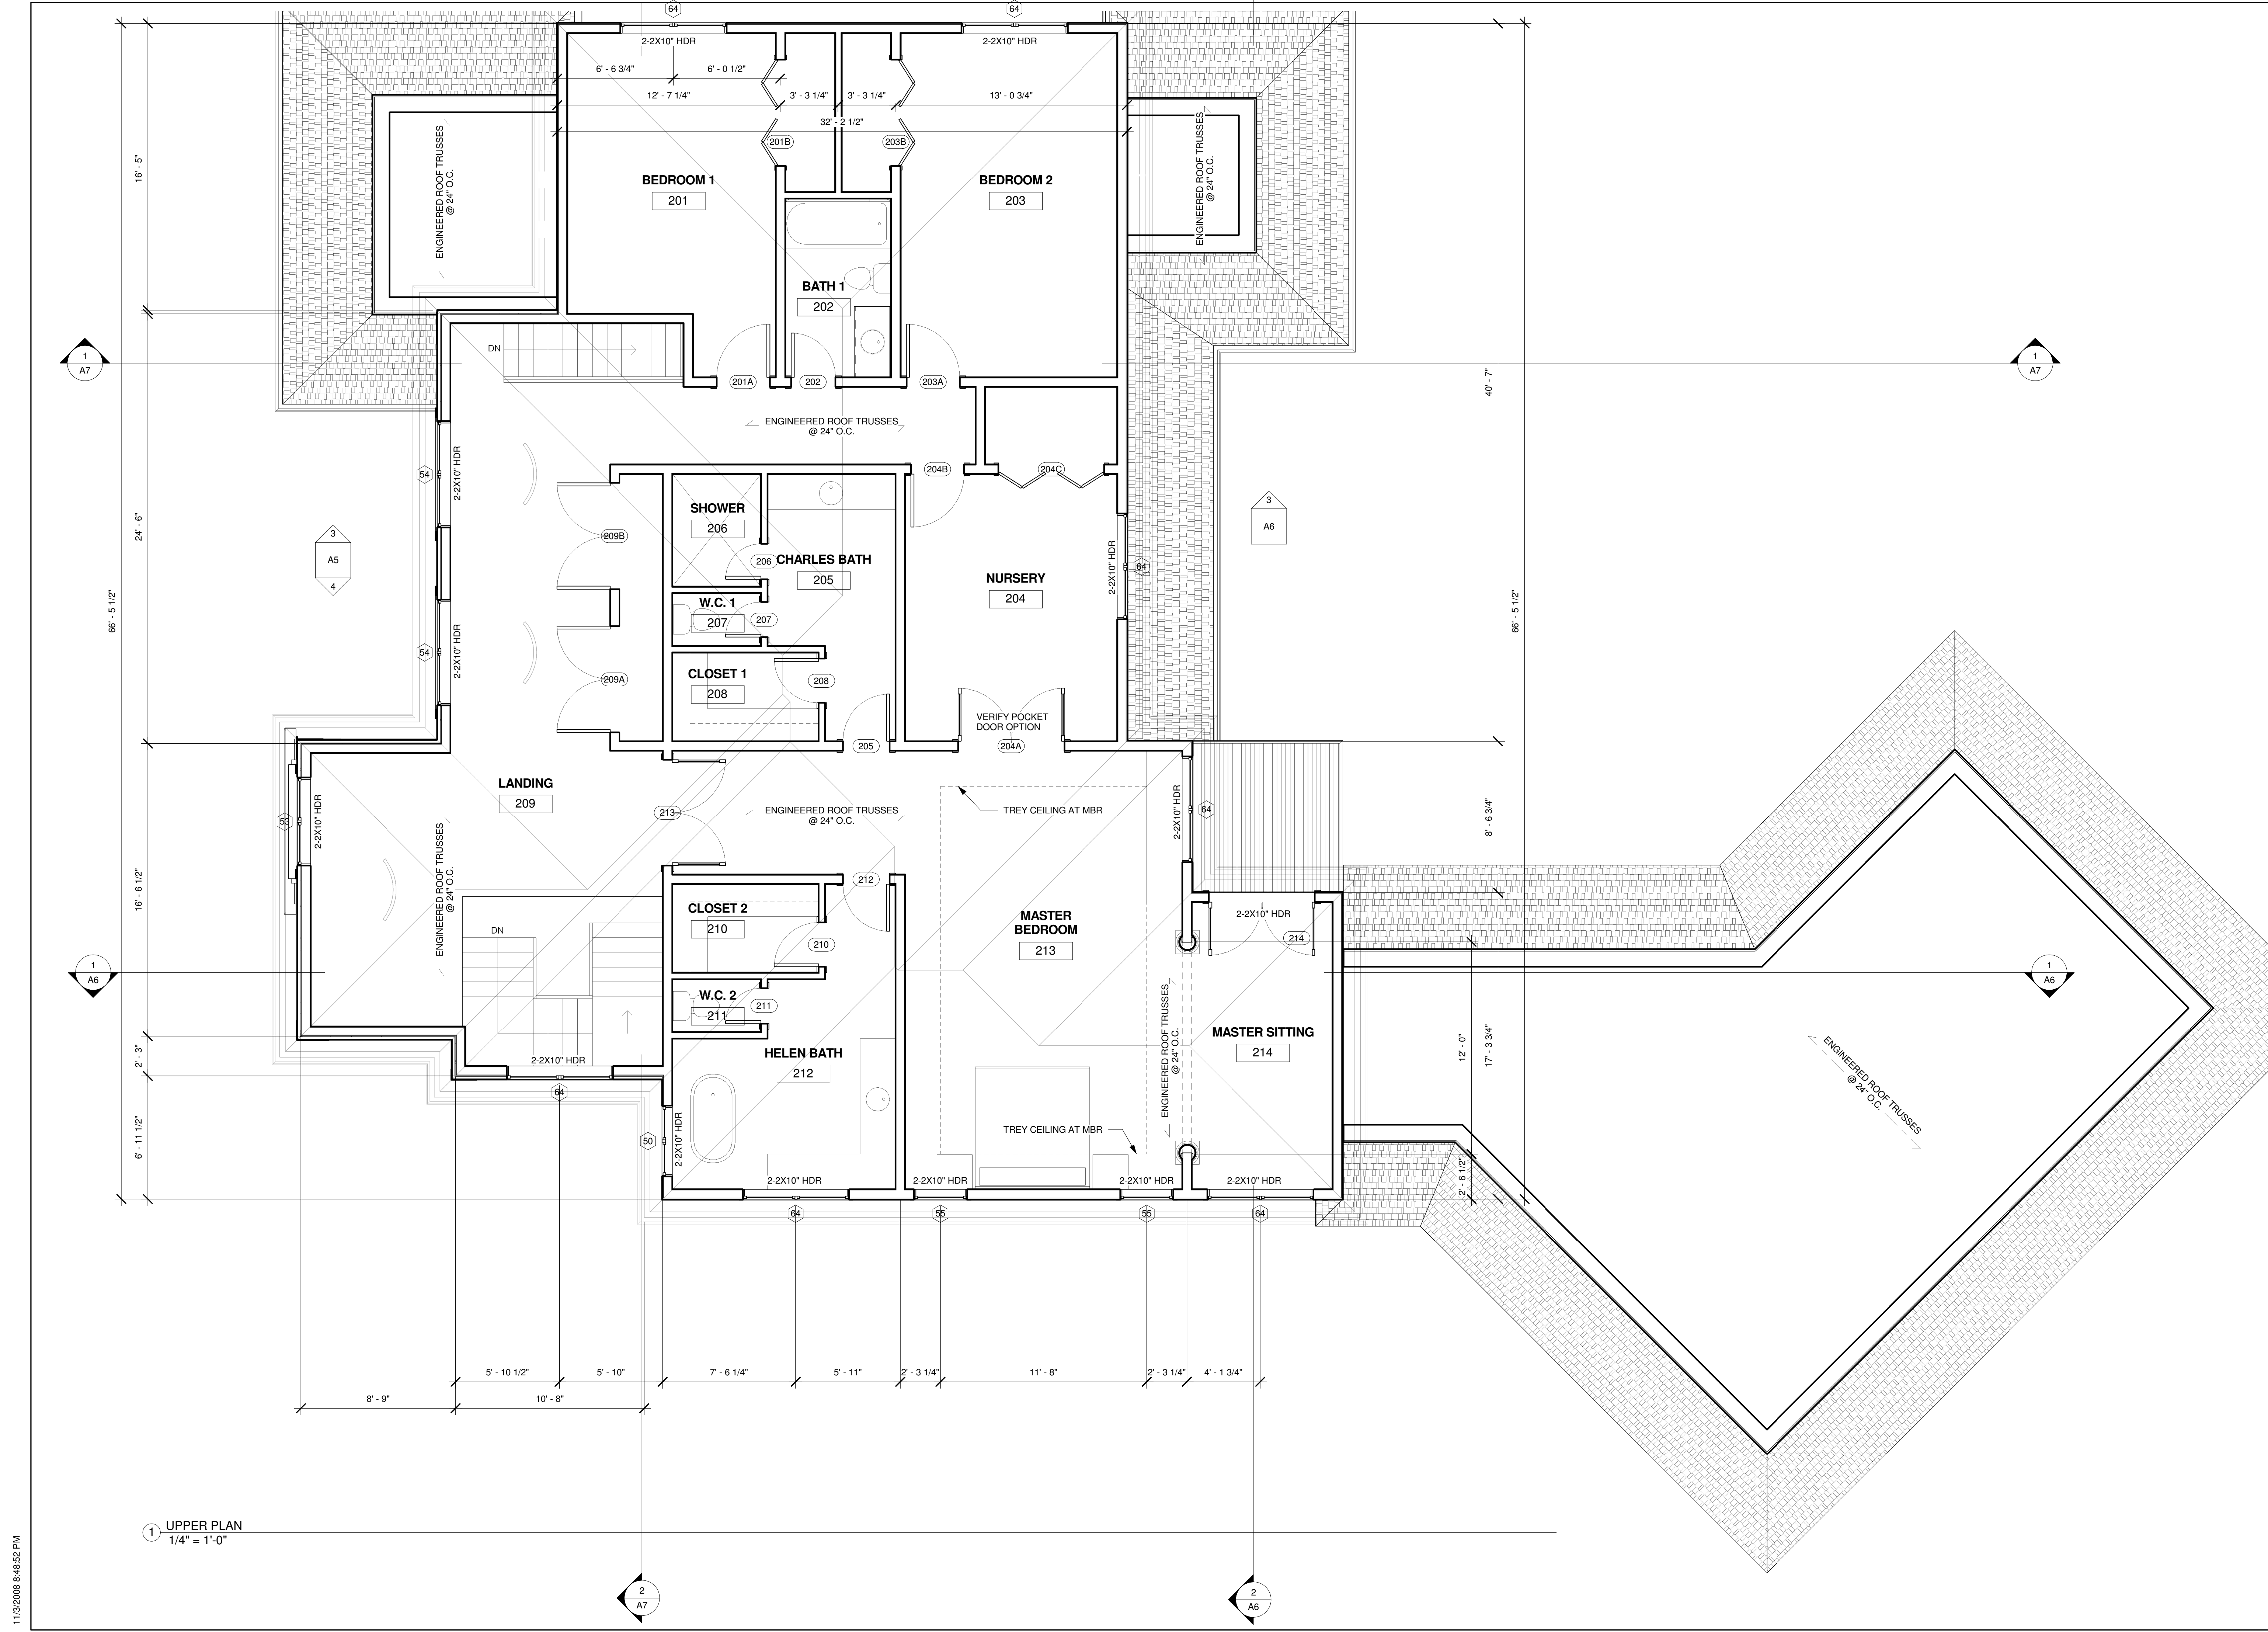 64
64
2-2X10" HDR
2-2X10" HDR
6' - 6 3/4"
6' - 0 1/2"
12' - 7 1/4"
3' - 3 1/4"
3' - 3 1/4"
13' - 0 3/4"
32' - 2 1/2"
201B
203B
ENGINEERED ROOF TRUSSES
@ 24" O.C.
ENGINEERED ROOF TRUSSES
@ 24" O.C.
16' - 5"
BEDROOM 1
201
BEDROOM 2
203
BATH 1
202
DN
1
A7
1
A7
201A
202
203A
40' - 7"
ENGINEERED ROOF TRUSSES
@ 24" O.C.
54
2-2X10" HDR
204B
204C
SHOWER
206
3
A6
24' - 6"
3
A5
4
209B
206
CHARLES BATH
205
NURSERY
204
2-2X10" HDR
64
W.C. 1
207
207
66' - 5 1/2"
66' - 5 1/2"
54
2-2X10" HDR
209A
CLOSET 1
208
208
VERIFY POCKET
DOOR OPTION
205
204A
LANDING
209
53
2-2X10" HDR
213
ENGINEERED ROOF TRUSSES
@ 24" O.C.
TREY CEILING AT MBR
2-2X10" HDR
64
8' - 6 3/4"
16' - 6 1/2"
ENGINEERED ROOF TRUSSES
@ 24" O.C.
212
CLOSET 2
210
210
MASTER
BEDROOM
213
2-2X10" HDR
214
DN
1
A6
1
A6
W.C. 2
211
211
HELEN BATH
212
ENGINEERED ROOF TRUSSES
@ 24" O.C.
MASTER SITTING
214
12' - 0"
17' - 3 3/4"
ENGINEERED ROOF TRUSSES
@ 24" O.C.
2' - 3"
2-2X10" HDR
64
6' - 11 1/2"
50
2-2X10" HDR
TREY CEILING AT MBR
2-2X10" HDR
2-2X10" HDR
2-2X10" HDR
2-2X10" HDR
2' - 6 1/2"
64
55
55
64
5' - 10 1/2"
5' - 10"
7' - 6 1/4"
5' - 11"
2' - 3 1/4"
11' - 8"
2' - 3 1/4"
4' - 1 3/4"
8' - 9"
10' - 8"
1
UPPER PLAN
1/4" = 1'-0"
2
A7
2
A6
11/3/2008 8:48:52 PM